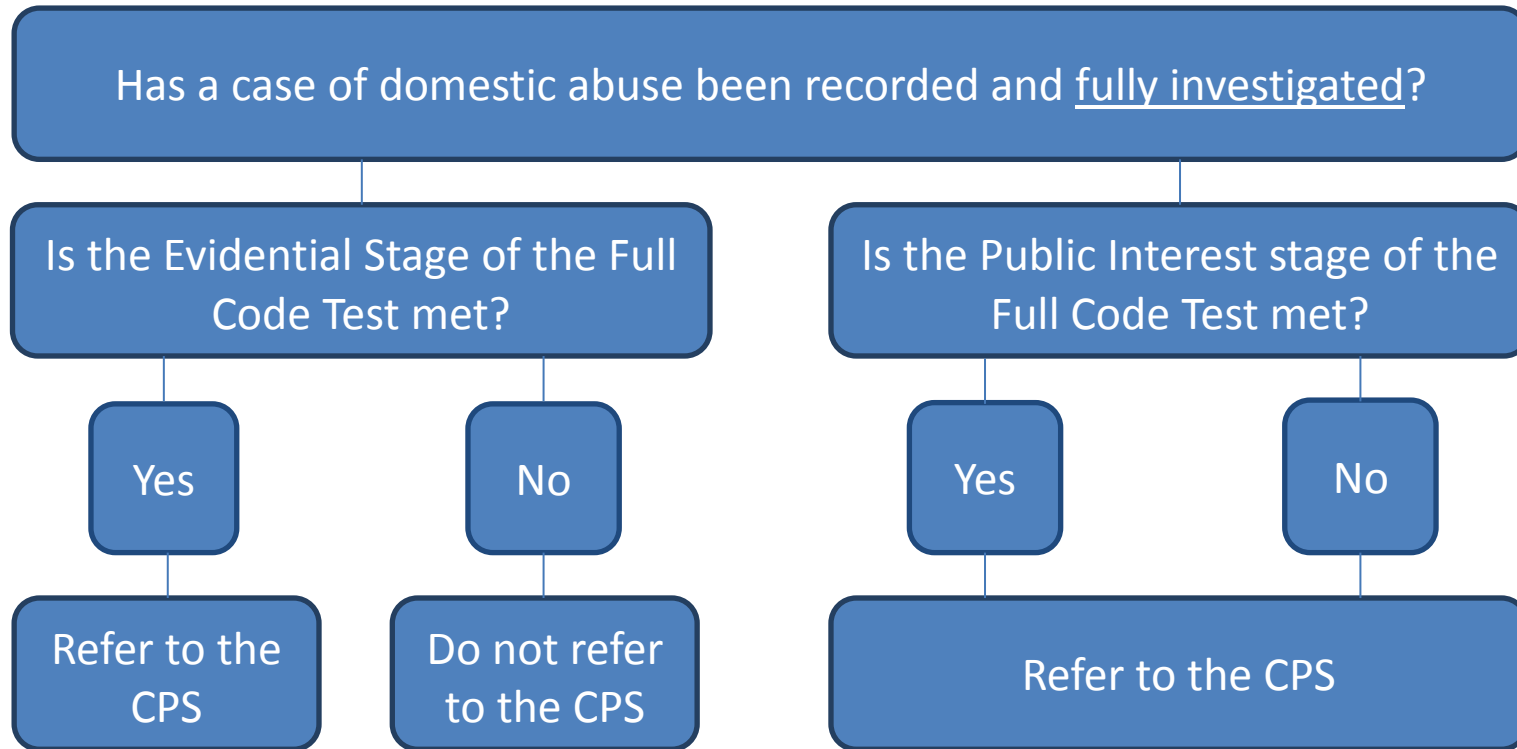 Has a case of domestic abuse been recorded and fully investigated?
Is the Evidential Stage of the Full
Code Test met?
Is the Public Interest stage of the
Full Code Test met?
Yes
No
Yes
No
Refer to the
CPS
Do not refer
to the CPS
Refer to the CPS